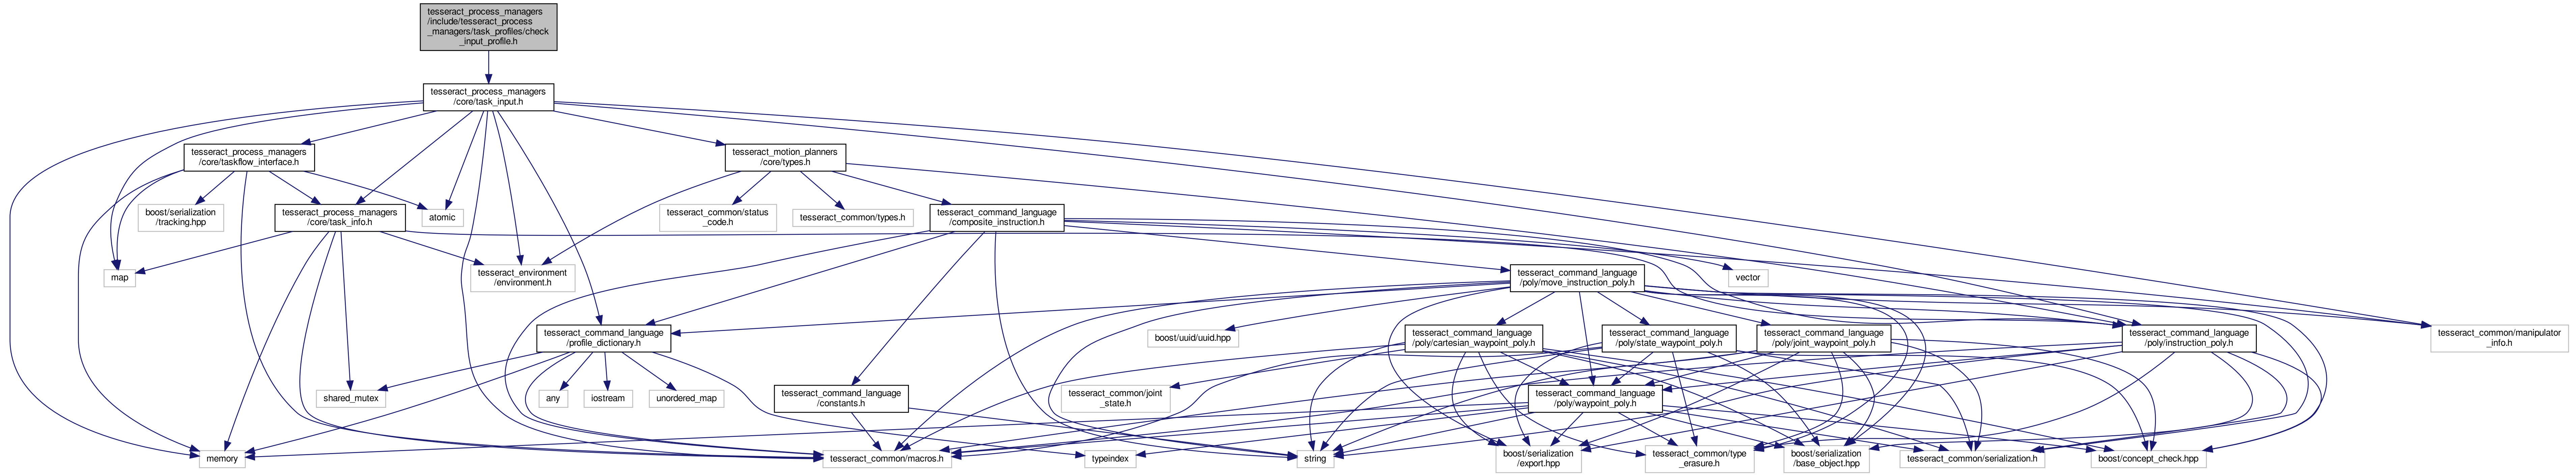 tesseract_process_managers
/include/tesseract_process
_managers/task_profiles/check
_input_profile.h
tesseract_process_managers
/core/task_input.h
tesseract_process_managers
/core/taskflow_interface.h
tesseract_motion_planners
/core/types.h
boost/serialization
/tracking.hpp
tesseract_process_managers
/core/task_info.h
atomic
tesseract_common/status
_code.h
tesseract_common/types.h
tesseract_command_language
/composite_instruction.h
map
tesseract_environment
/environment.h
tesseract_command_language
/poly/move_instruction_poly.h
vector
tesseract_command_language
/profile_dictionary.h
boost/uuid/uuid.hpp
tesseract_command_language
/poly/cartesian_waypoint_poly.h
tesseract_command_language
/poly/state_waypoint_poly.h
tesseract_command_language
/poly/joint_waypoint_poly.h
tesseract_command_language
/poly/instruction_poly.h
tesseract_common/manipulator
_info.h
shared_mutex
any
iostream
unordered_map
tesseract_command_language
/constants.h
tesseract_common/joint
_state.h
tesseract_command_language
/poly/waypoint_poly.h
memory
tesseract_common/macros.h
typeindex
string
boost/serialization
/export.hpp
tesseract_common/type
_erasure.h
boost/serialization
/base_object.hpp
tesseract_common/serialization.h
boost/concept_check.hpp